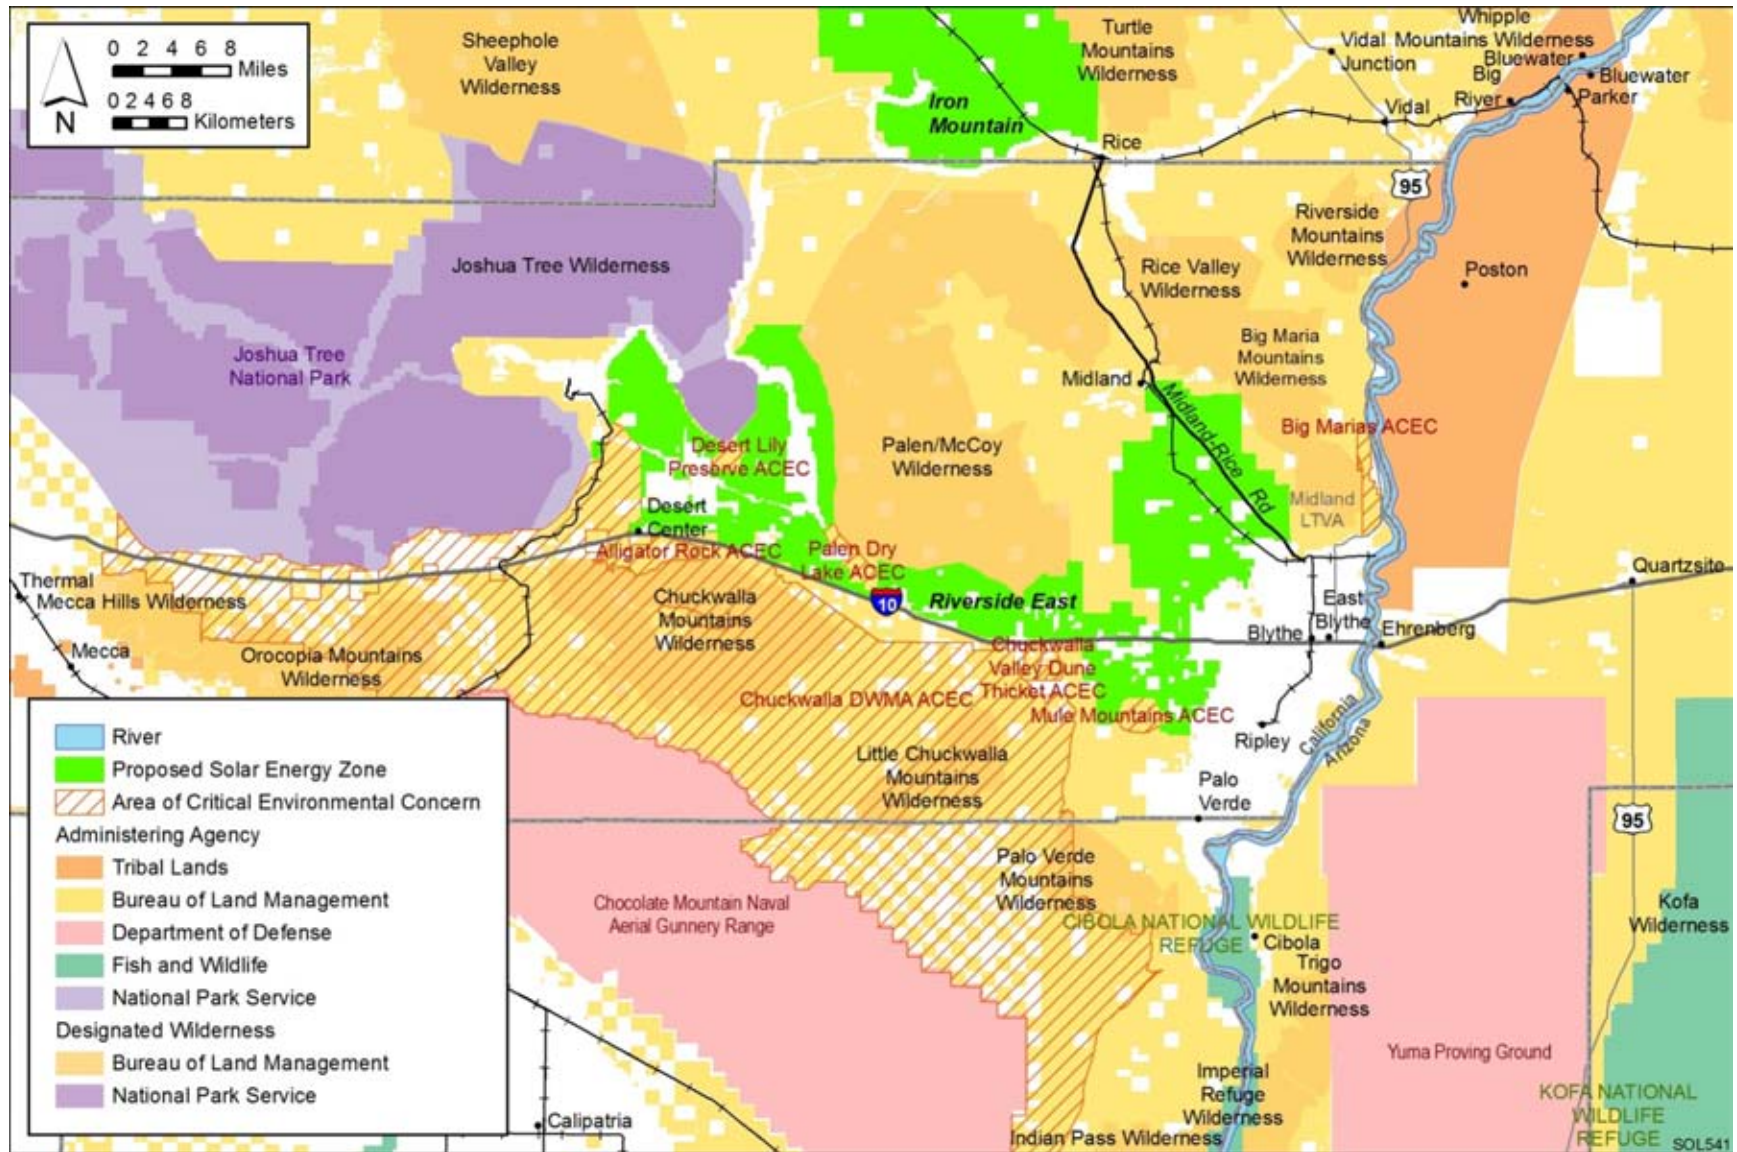 0 2 4 6 8
Miles
0 2 4 6 8
Kilometers
N
Sheephole
Valley
Wilderness
Turtle
Mountains
Wilderness
Whipple
Mountains Wilderness
Vidal
Junction
Bluewater
Big
River
Bluewater
Parker
Vidal
Iron
Mountain
Rice
95
Riverside
Mountains
Wilderness
Joshua Tree Wilderness
Rice Valley
Wilderness
Poston
Joshua Tree
National Park
Big Maria
Mountains
Wilderness
Midland
Midland-Rice Rd
Big Marias ACEC
Desert Lily
Preserve ACEC
Palen/McCoy
Wilderness
Midland
LTVA
Desert
Center
Alligator Rock ACEC
Palen Dry
Lake ACEC
Quartzsite
Thermal
Mecca Hills Wilderness
Chuckwalla
Mountains
Wilderness
10
Riverside East
East
Blythe
Blythe
Ehrenberg
Mecca
Orocopia Mountains
Wilderness
Chuckwalla
Valley Dune
Thicket ACEC
Chuckwalla DWMA ACEC
Mule Mountains ACEC
Ripley
California
Arizona
Little Chuckwalla
Mountains
Wilderness
Palo
Verde
95
Palo Verde
Mountains
Wilderness
Chocolate Mountain Naval
Aerial Gunnery Range
CIBOLA NATIONAL WILDLIFE
REFUGE
Cibola
Trigo
Mountains
Wilderness
Kofa
Wilderness
Yuma Proving Ground
Imperial
Refuge
Wilderness
KOFA NATIONAL
WILDLIFE
REFUGE
Indian Pass Wilderness
Calipatria
SOL541
River
Proposed Solar Energy Zone
Area of Critical Environmental Concern
Administering Agency
Tribal Lands
Bureau of Land Management
Department of Defense
Fish and Wildlife
National Park Service
Designated Wilderness
Bureau of Land Management
National Park Service